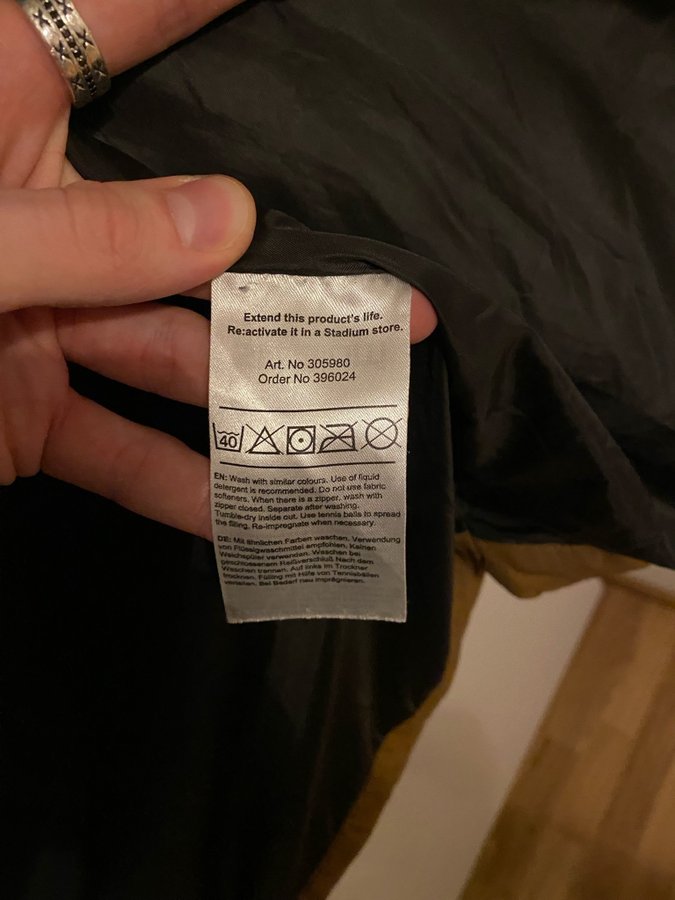 Extend this product's life.
Re:activate it in a Stadium store.
Art. No 305980
Order No 396024
40
EN: Wash with similar colours. Use of liquid
detergent is recommended. Do not use fabric
softeners. When there is a zipper, wash with
zipper closed. Separate after washing.
Tumble-dry inside out. Use tennis balls to spread
the filling. Re-impregnate when necessary.
DE: Mit ähnlichen Farben waschen. Verwendung
von Flüssigwaschmittel empfohlen. Keinen
Weichspüler verwenden. Waschen bei
geschlossenem Reißverschluß Nach dem
Waschen trennen. Auf links im Trockner
trocknen. Füllung mit Hilfe von Tennisbällen
verteilen. Bei Bedarf neu imprägnieren.